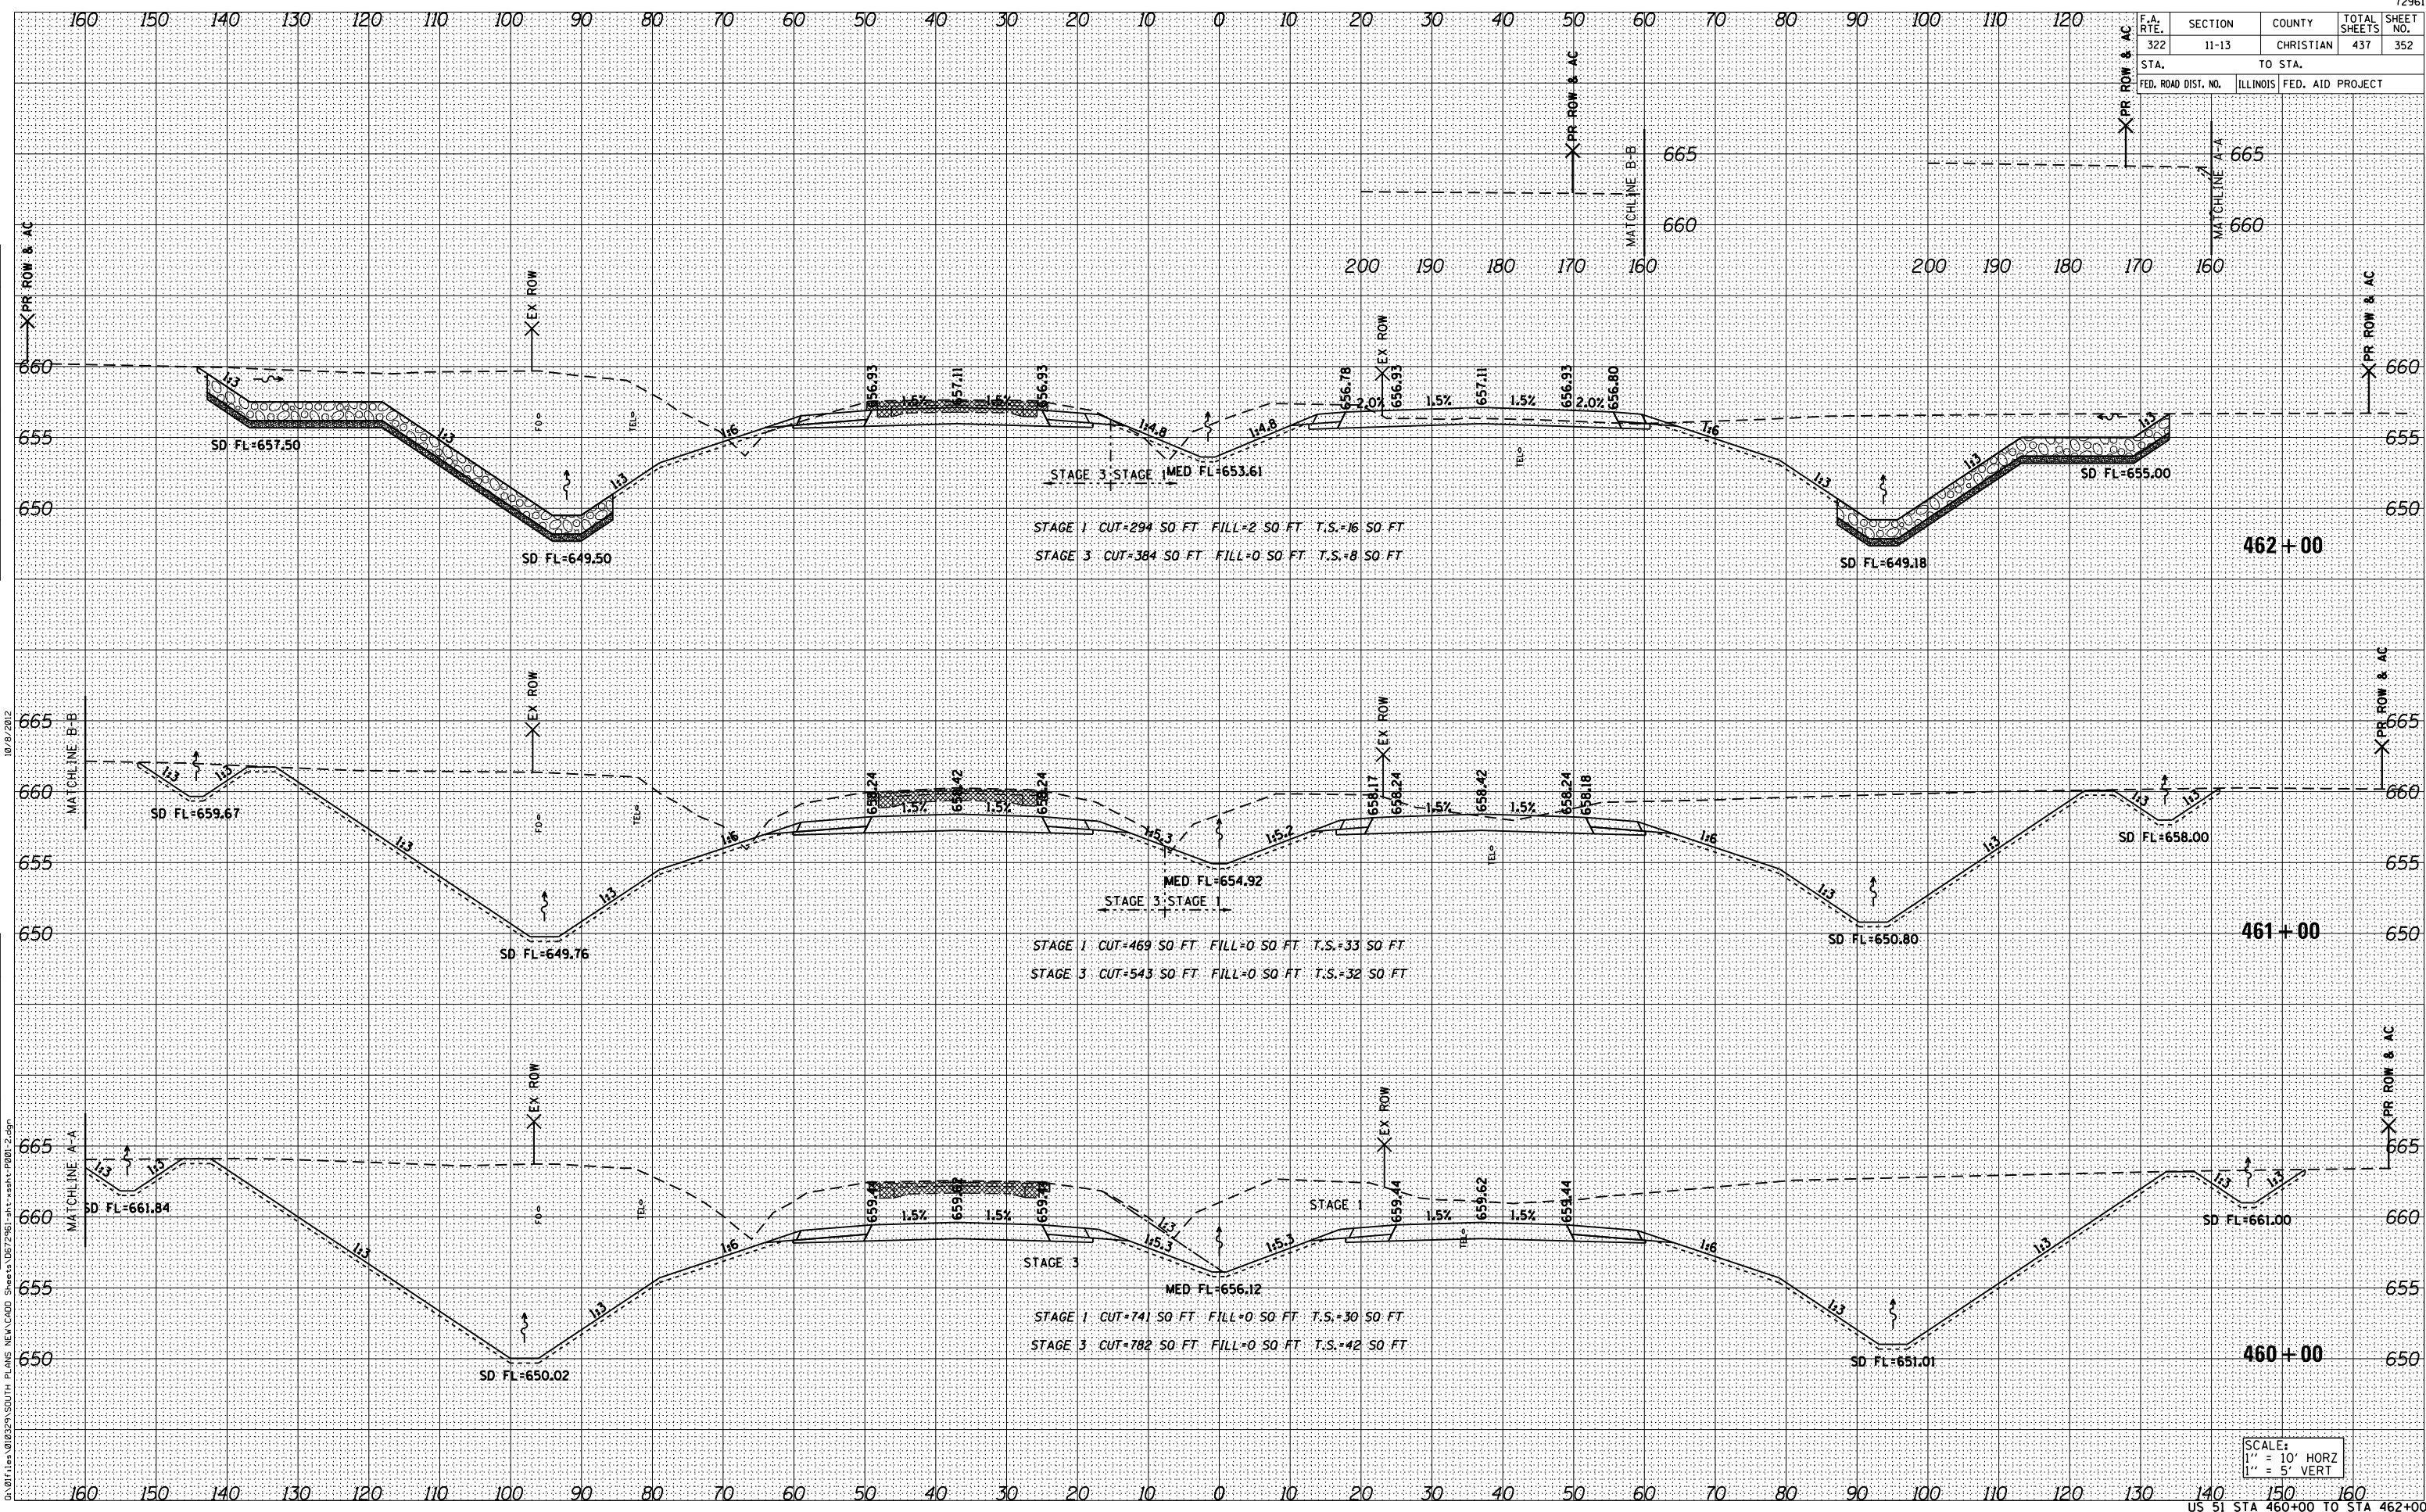 160 150 140 130 120 110 100 90 80 70 60 50 40 30 20 10 0 10 20 30 40 50 60 70 80 90 100 110 120
72961
F.A. RTE. SECTION COUNTY TOTAL SHEETS SHEET NO.
322 11-13 CHRISTIAN 437 352
STA. TO STA.
FED. ROAD DIST. NO. ILLINOIS FED. AID PROJECT
PR ROW & AC
PR ROW & AC
MATCHLINE B-B
665
660
MATCHLINE A-A
665
660
200 190 180 170 160
200 190 180 170 160
PR ROW & AC
EX ROW
EX ROW
PR ROW & AC
660 660
655 655
650 650
1:3
1:3
1:3
1:6
FO
TEL
656.93
657.11
656.93
1.5%
1.5%
1:4.8
1:4.8
656.78
2.0%
656.93
1.5%
657.11
1.5%
656.93
2.0%
656.80
TEL
1:6
1:3
1:3
1:3
SD FL=657.50
SD FL=649.50
STAGE 3 STAGE 1
MED FL=653.61
SD FL=655.00
SD FL=649.18
STAGE 1 CUT=294 SQ FT FILL=2 SQ FT T.S.=16 SQ FT
STAGE 3 CUT=384 SQ FT FILL=0 SQ FT T.S.=8 SQ FT
462+00
10/8/2012
MATCHLINE B-B
EX ROW
EX ROW
PR ROW & AC
665 665
660 660
655 655
650 650
1:3
1:3
1:3
1:3
1:6
FO
TEL
658.24
658.42
658.24
1.5%
1.5%
1:5.3
1:5.2
658.17
658.24
1.5%
658.42
1.5%
658.24
658.18
TEL
1:6
1:3
1:3
1:3
1:3
SD FL=659.67
SD FL=649.76
MED FL=654.92
STAGE 3 STAGE 1
SD FL=658.00
SD FL=650.80
STAGE 1 CUT=469 SQ FT FILL=0 SQ FT T.S.=33 SQ FT
STAGE 3 CUT=543 SQ FT FILL=0 SQ FT T.S.=32 SQ FT
461+00
MATCHLINE A-A
EX ROW
EX ROW
PR ROW & AC
665 665
660 660
655 655
650 650
1:3
1:3
1:3
1:3
1:6
FO
TEL
659.44
659.62
659.44
1.5%
1.5%
1:3
1:5.3
1:5.3
STAGE 1
659.44
1.5%
659.62
1.5%
659.44
TEL
1:6
1:3
1:3
1:3
1:3
SD FL=661.84
SD FL=650.02
STAGE 3
MED FL=656.12
SD FL=661.00
SD FL=651.01
STAGE 1 CUT=741 SQ FT FILL=0 SQ FT T.S.=30 SQ FT
STAGE 3 CUT=782 SQ FT FILL=0 SQ FT T.S.=42 SQ FT
460+00
SCALE:
1'' = 10' HORZ
1'' = 5' VERT
160 150 140 130 120 110 100 90 80 70 60 50 40 30 20 10 0 10 20 30 40 50 60 70 80 90 100 110 120 130 140 150 160
US 51 STA 460+00 TO STA 462+00